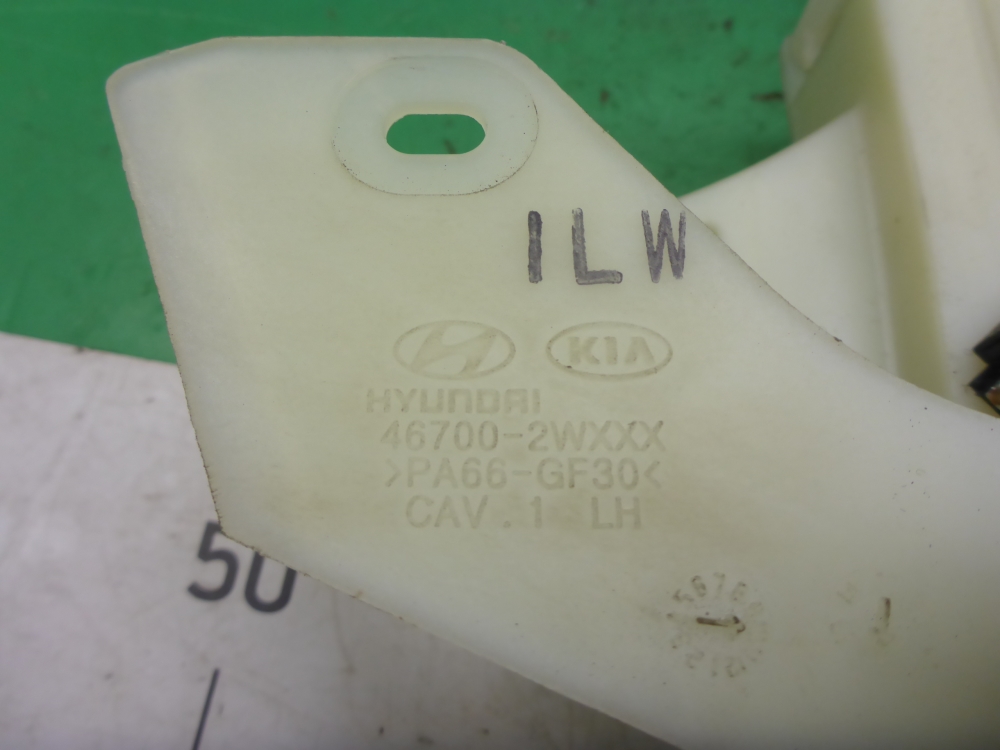 ILW
KIA
HYUNDAI
46700-2WXXX
>PA66-GF30<
CAV.1 LH
50